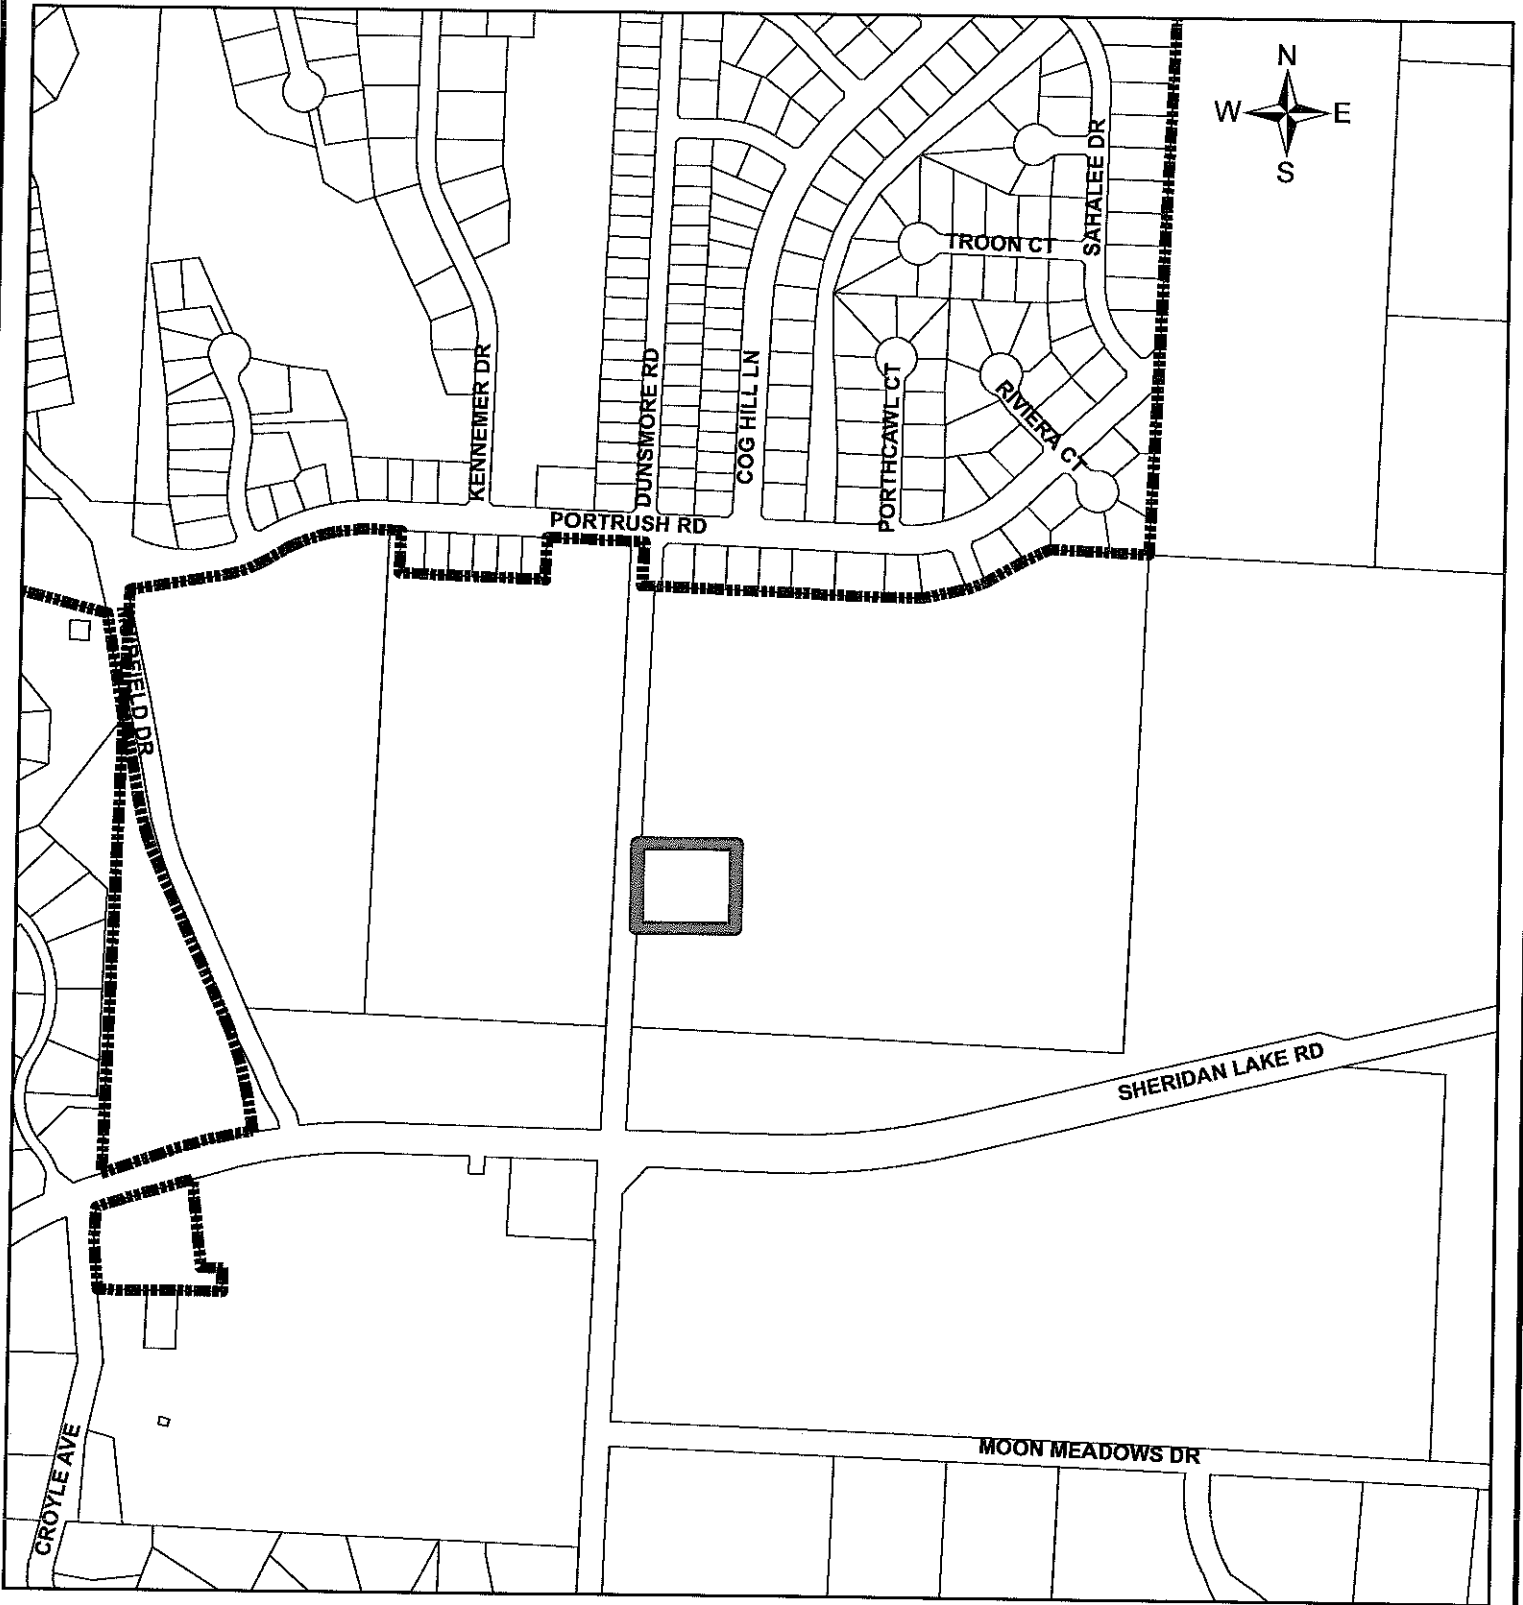 N
W E
S
SAHALEE DR
TROON CT
KENNEMER DR
DUNSMORE RD
COG HILL LN
PORTHCAWL CT
RIVIERA CT
PORTRUSH RD
SHERIDAN LAKE RD
MOON MEADOWS DR
CROYLE AVE